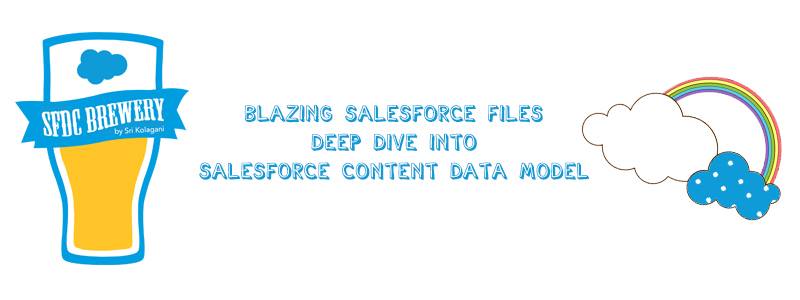 SFDC BREWERY
by Sri Kolagani
BLAZING SALESFORCE FILES
DEEP DIVE INTO
SALESFORCE CONTENT DATA MODEL